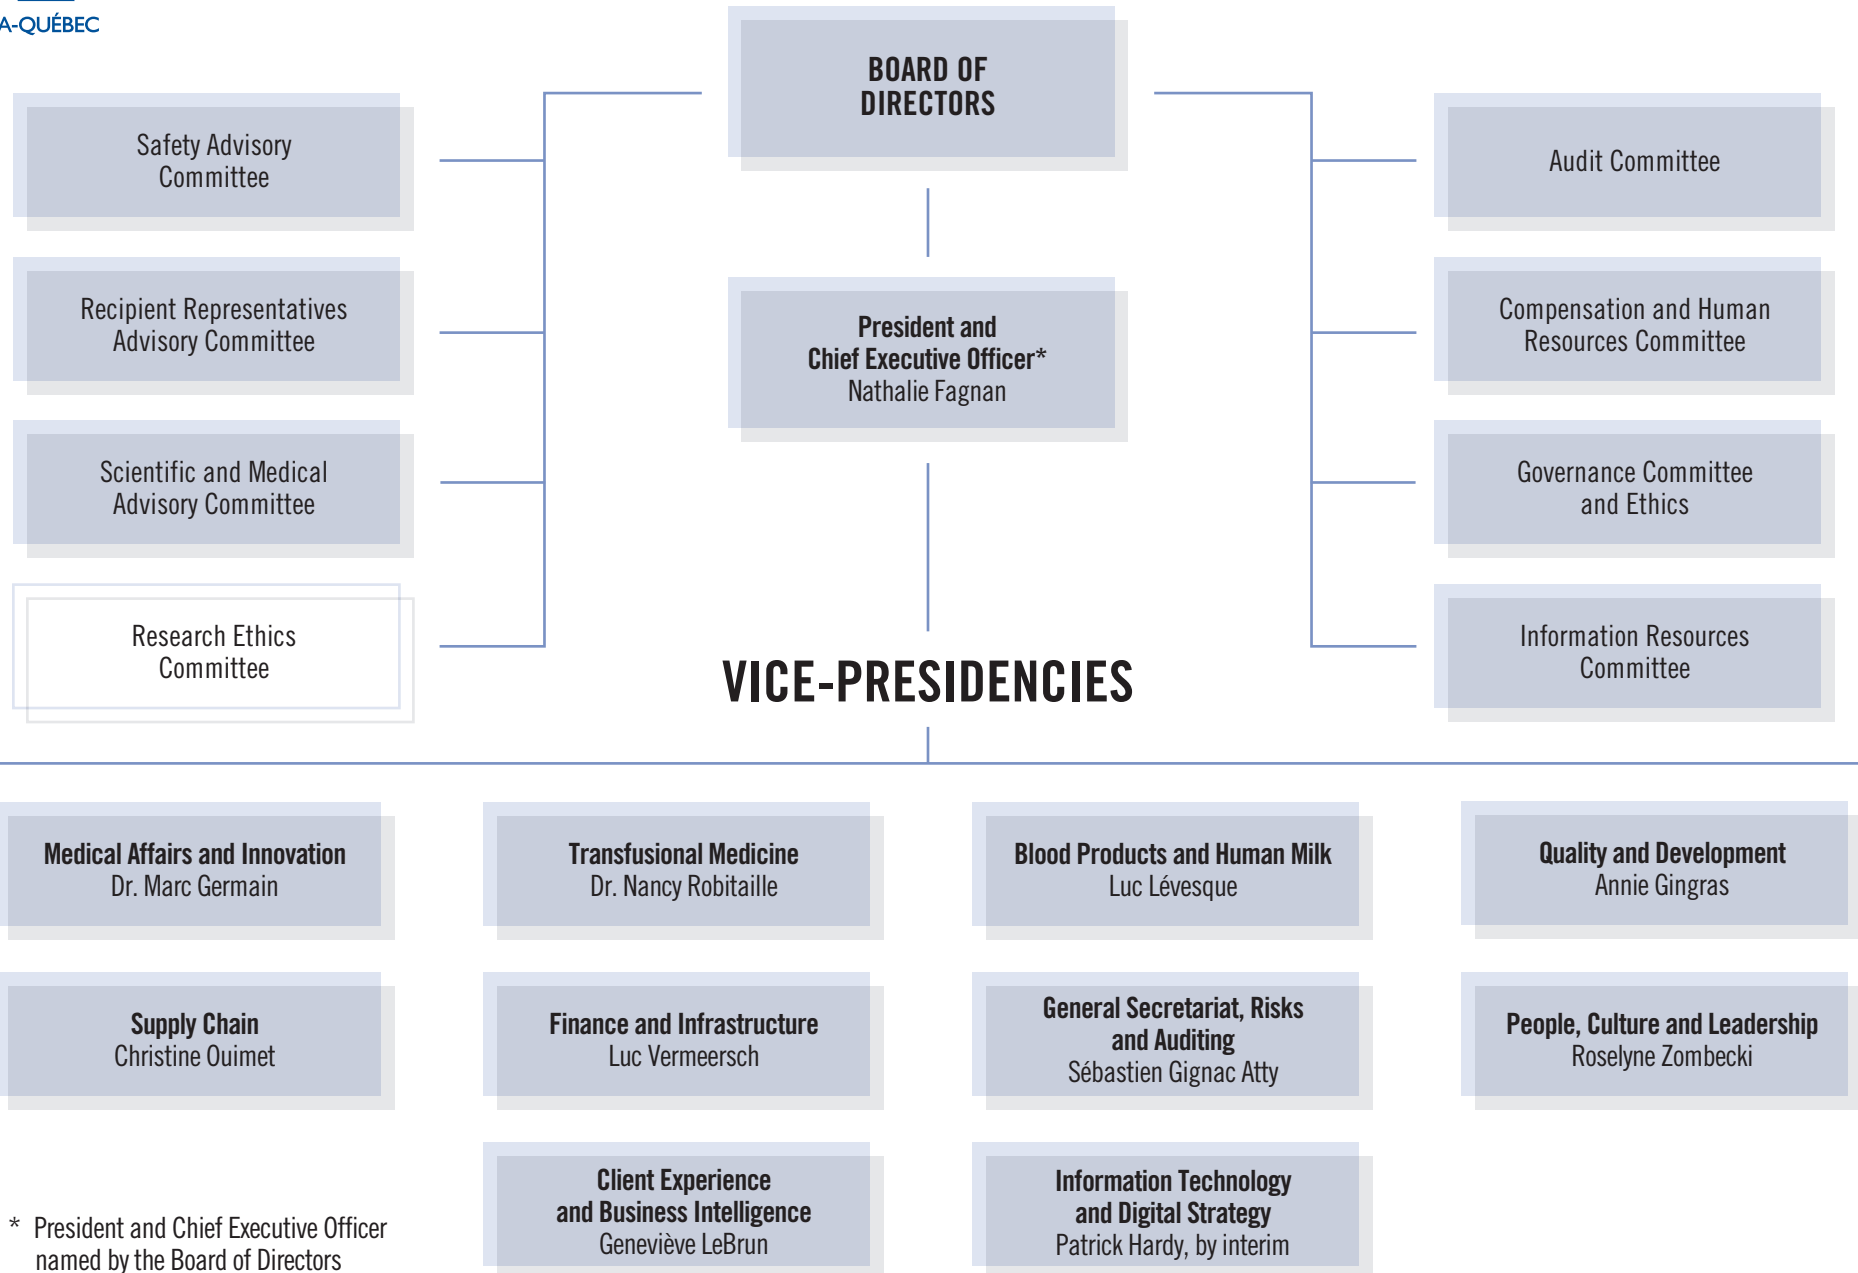 A-QUÉBEC
BOARD OF
DIRECTORS
Safety Advisory
Committee
Recipient Representatives
Advisory Committee
Scientific and Medical
Advisory Committee
Research Ethics
Committee
President and
Chief Executive Officer*
Nathalie Fagnan
Audit Committee
Compensation and Human
Resources Committee
Governance Committee
and Ethics
Information Resources
Committee
VICE-PRESIDENCIES
Medical Affairs and Innovation
Dr. Marc Germain
Transfusional Medicine
Dr. Nancy Robitaille
Blood Products and Human Milk
Luc Lévesque
Quality and Development
Annie Gingras
Supply Chain
Christine Ouimet
Finance and Infrastructure
Luc Vermeersch
General Secretariat, Risks
and Auditing
Sébastien Gignac Atty
People, Culture and Leadership
Roselyne Zombecki
Client Experience
and Business Intelligence
Geneviève LeBrun
Information Technology
and Digital Strategy
Patrick Hardy, by interim
* President and Chief Executive Officer
named by the Board of Directors